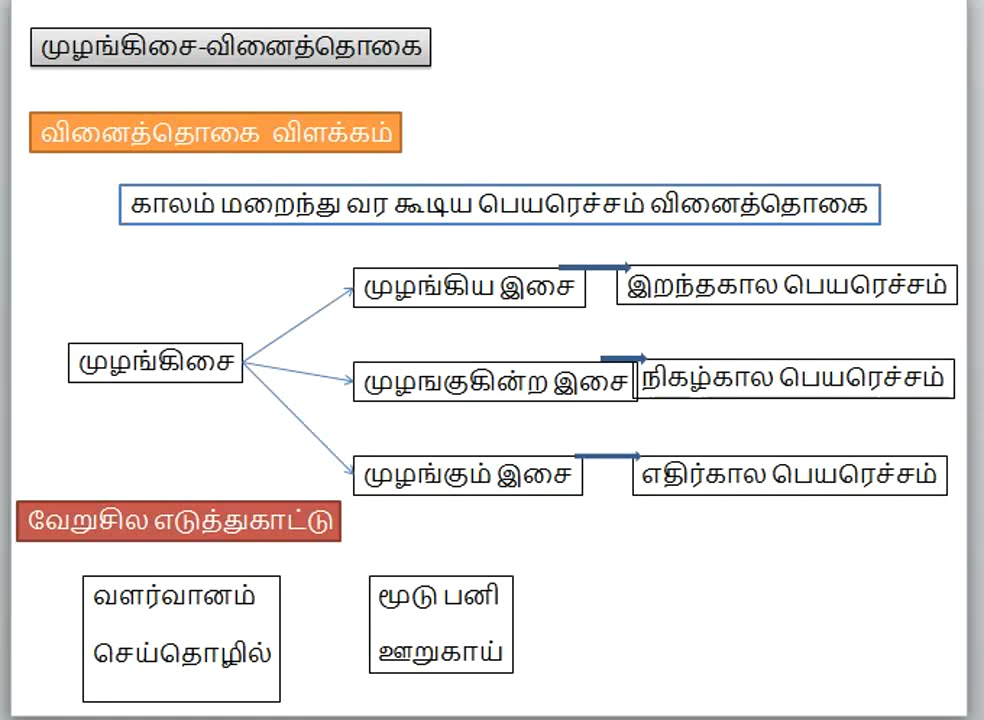 முழங்கிசை-வினைத்தொகை
வினைத்தொகை விளக்கம்
காலம் மறைந்து வர கூடிய பெயரெச்சம் வினைத்தொகை
முழங்கிய இசை
இறந்தகால பெயரெச்சம்
முழங்கிசை
முழஙகுகின்ற இசை
நிகழ்கால பெயரெச்சம்
முழங்கும் இசை
எதிர்கால பெயரெச்சம்
வேறுசில எடுத்துகாட்டு
வளர்வானம்
மூடு பனி
செய்தொழில்
ஊறுகாய்